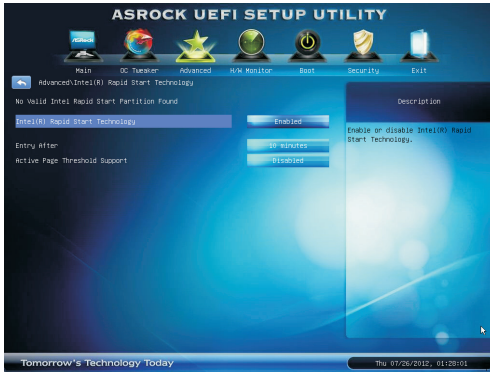 ASROCK UEFI SETUP UTILITY
ASRock
Main OC Tweaker Advanced H/W Monitor Boot Security Exit
Advanced\Intel(R) Rapid Start Technology
No Valid Intel Rapid Start Partition Found
Description
Intel(R) Rapid Start Technology Enabled
Enable or disable Intel(R) Rapid
Start Technology.
Entry After 10 minutes
Active Page Threshold Support Disabled
Tomorrow's Technology Today
Thu 07/26/2012, 01:28:01